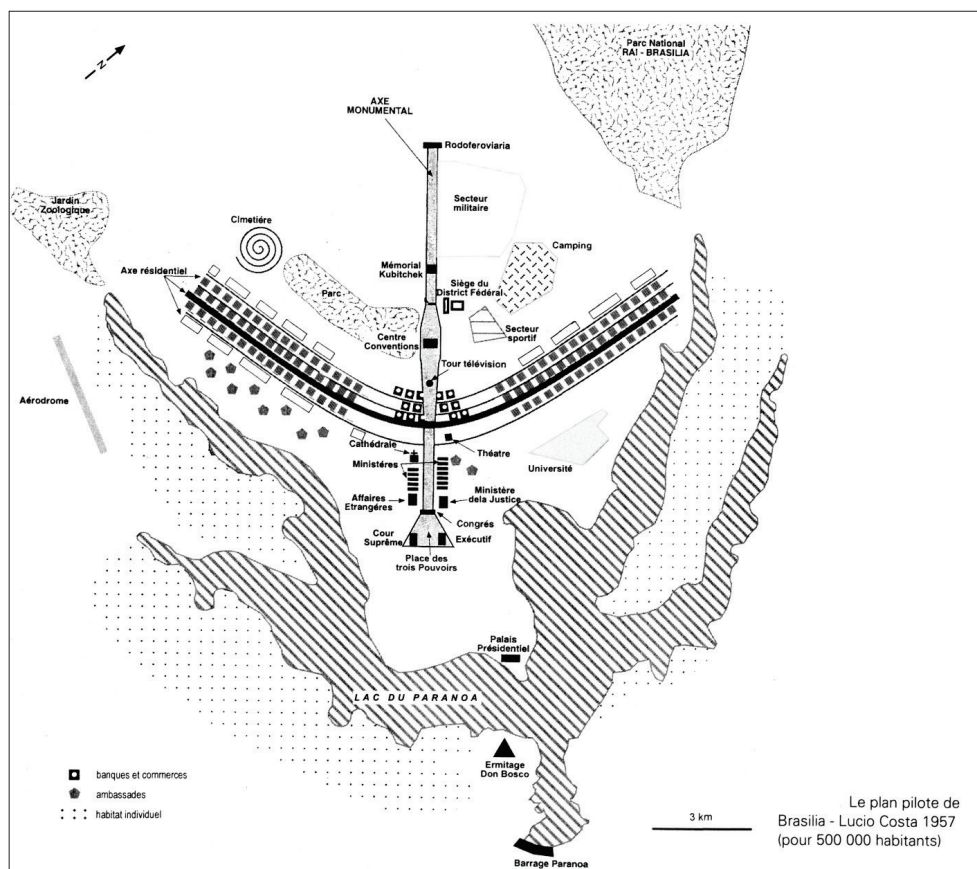 Parc National
RAI - BRASILIA
Z
AXE
MONUMENTAL
Rodoferoviaria
Secteur
militaire
Jardin
Zoologique
Cimetiére
Camping
Axe résidentiel
Mémorial
Kubitchek
Siège du
District Fédéral
Parc
Secteur
sportif
Centre
Conventions
Tour télévision
Aérodrome
Cathédrale
Théatre
Ministéres
Université
Affaires
Etrangéres
Ministère
dela Justice
Congrés
Cour
Suprême
Exécutif
Place des
trois Pouvoirs
Palais
Présidentiel
LAC DU PARANOA
Ermitage
Don Bosco
banques et commerces
ambassades
habitat individuel
3 km
Le plan pilote de
Brasilia - Lucio Costa 1957
(pour 500 000 habitants)
Barrage Paranoa